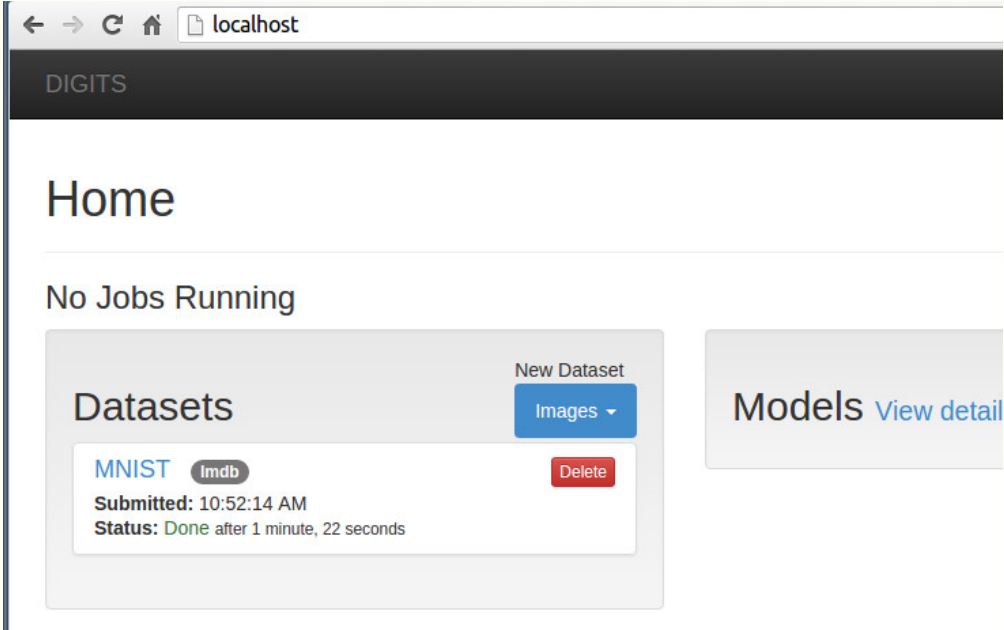 localhost
DIGITS
Home
No Jobs Running
New Dataset
Datasets
Images
MNIST lmdb
Delete
Submitted: 10:52:14 AM
Status: Done after 1 minute, 22 seconds
Models View detail